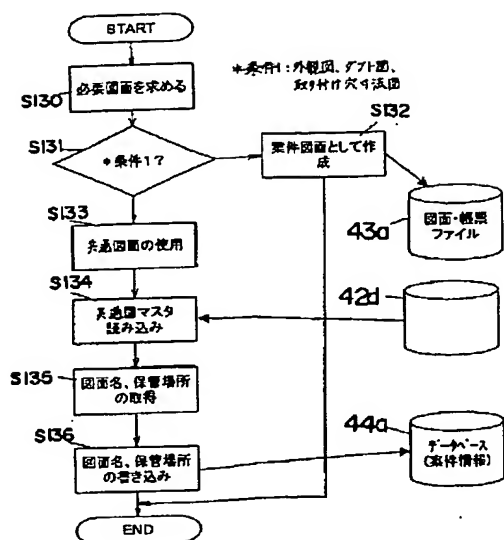 START
必要図面を求める
S130
*条件1：外観図、ダクト図、
取り付け穴寸法図
S131
*条件1?
S132
案件図面として作
成
43a
図面・帳票
ファイル
S133
共通図面の使用
S134
共通図マスタ
読み込み
42d
S135
図面名、保管場所
の取得
S136
図面名、保管場所
の書き込み
44a
データベース
(案件情報)
END